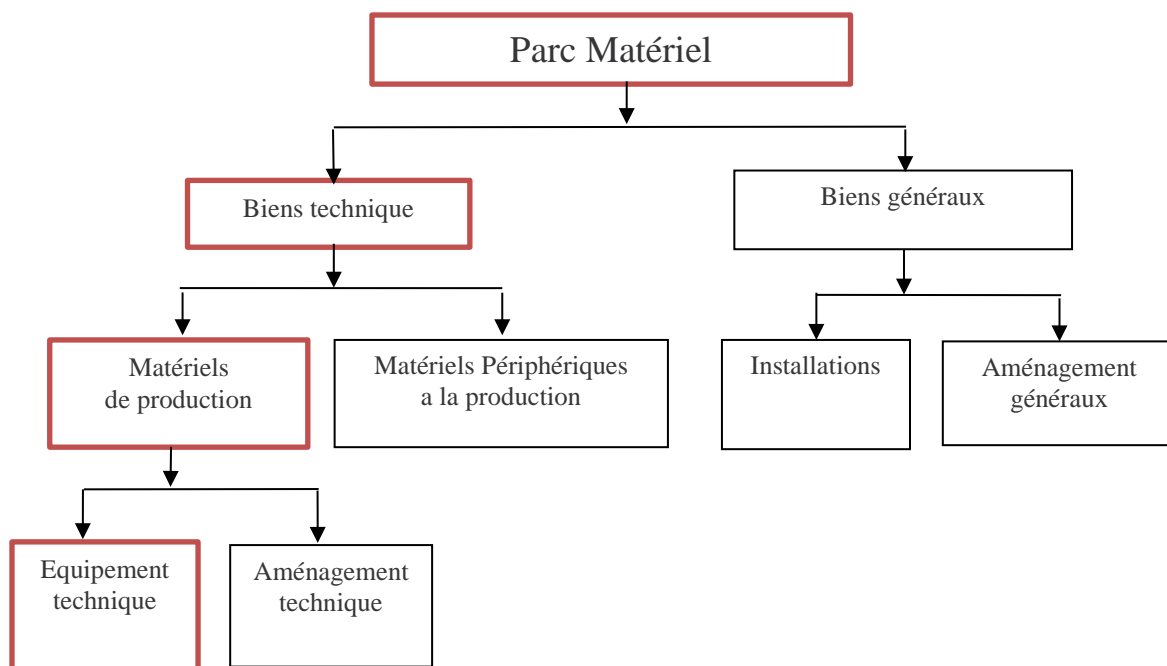 Parc Matériel
Biens technique
Biens généraux
Matériels
de production
Matériels Périphériques
a la production
Installations
Aménagement
généraux
Equipement
technique
Aménagement
technique